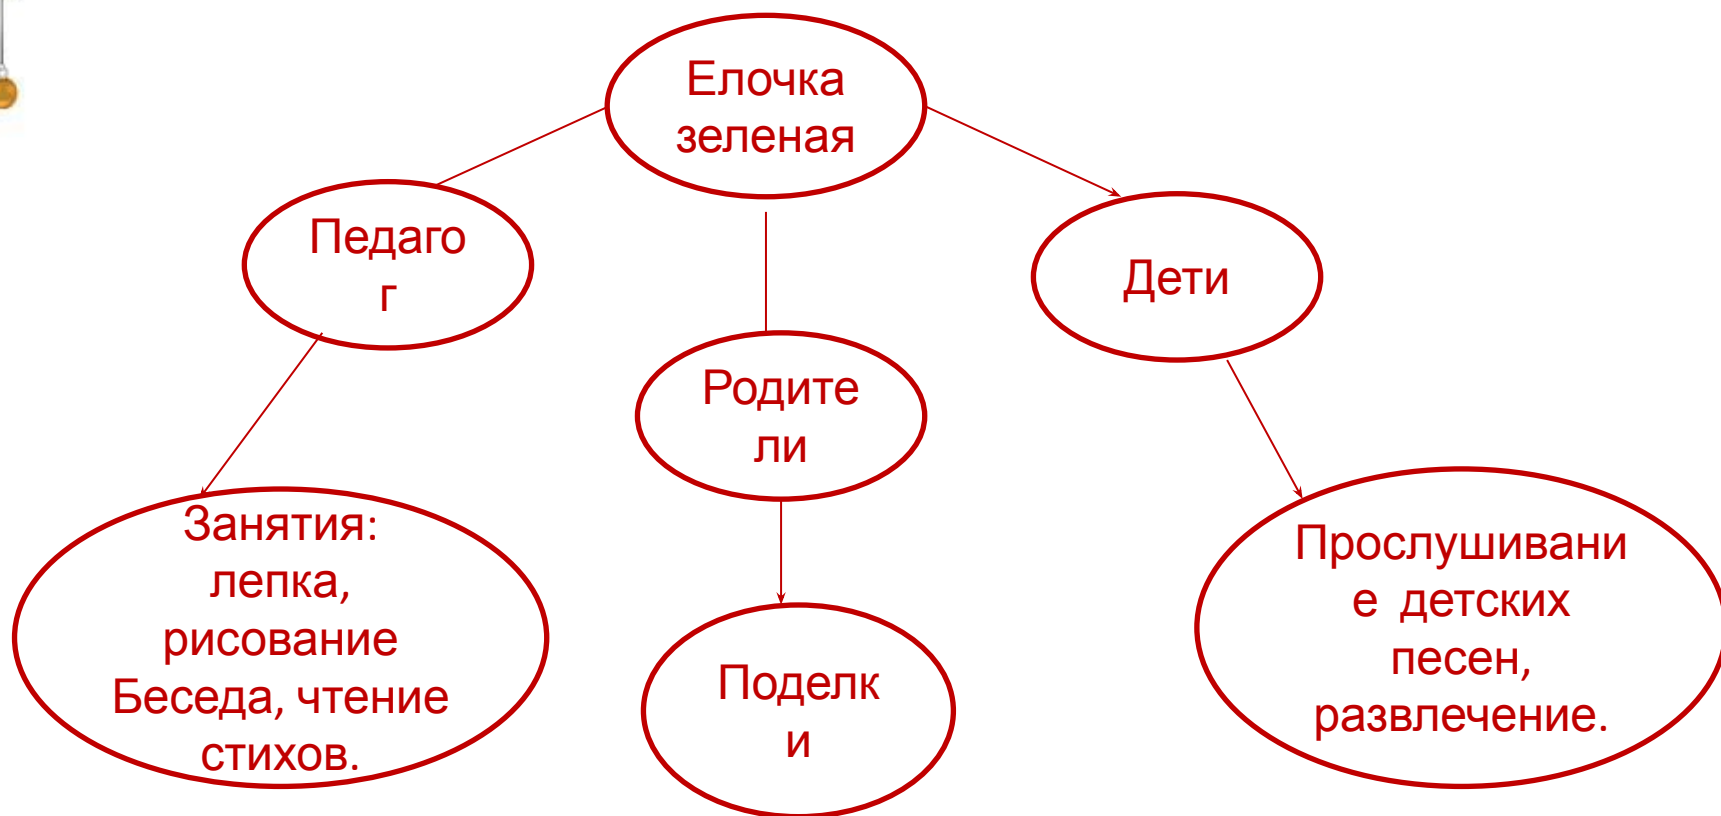 Елочка
зеленая
Педаго
г
Дети
Родите
ли
Занятия:
лепка,
рисование
Беседа, чтение
стихов.
Поделк
и
Прослушивани
е детских
песен,
развлечение.